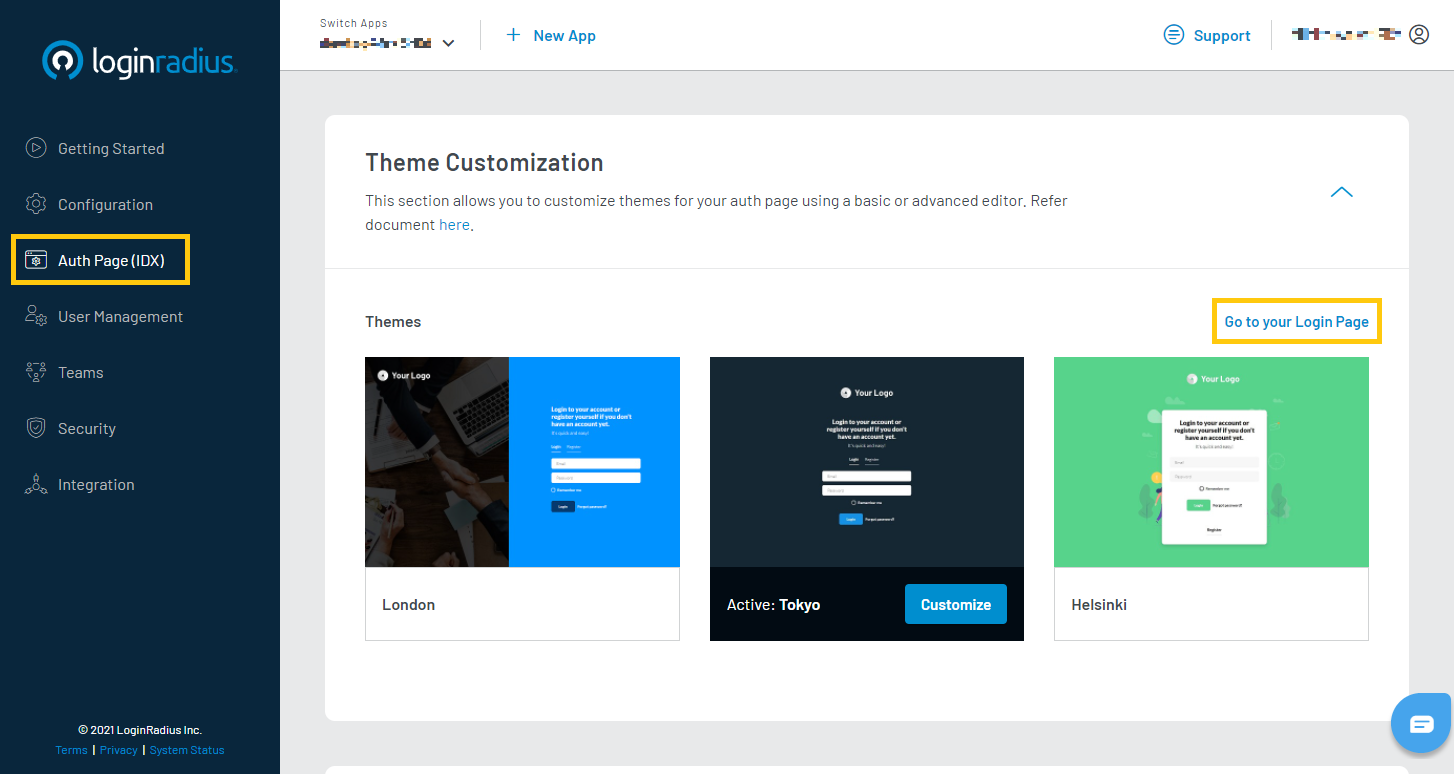 Switch Apps
New App
Support
loginradius
Getting Started
Configuration
Auth Page (IDX)
User Management
Teams
Security
Integration
© 2021 LoginRadius Inc.
Terms | Privacy | System Status
Theme Customization
This section allows you to customize themes for your auth page using a basic or advanced editor. Refer
document here.
Themes
Go to your Login Page
Your Logo
Login to your account or
register yourself if you don't
have an account yet.
It's quick and easy!
Login Register
Email
Password
Remember me
Login Forgot password?
London
Your Logo
Login to your account or
register yourself if you don't
have an account yet.
It's quick and easy!
Login Register
Email
Password
Remember me
Login Forgot password?
Active: Tokyo
Customize
Your Logo
Login to your account or
register yourself if you don't
have an account yet.
It's quick and easy!
Email
Password
Remember me
Login Forgot password?
Register
Helsinki